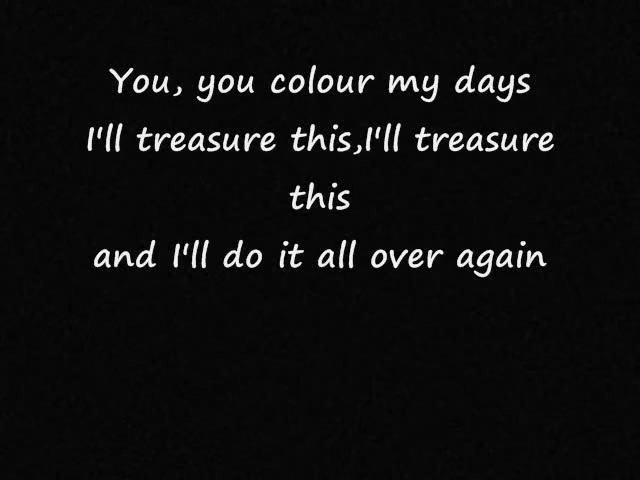 You, you colour my days
I'll treasure this,I'll treasure
this
and I'll do it all over again